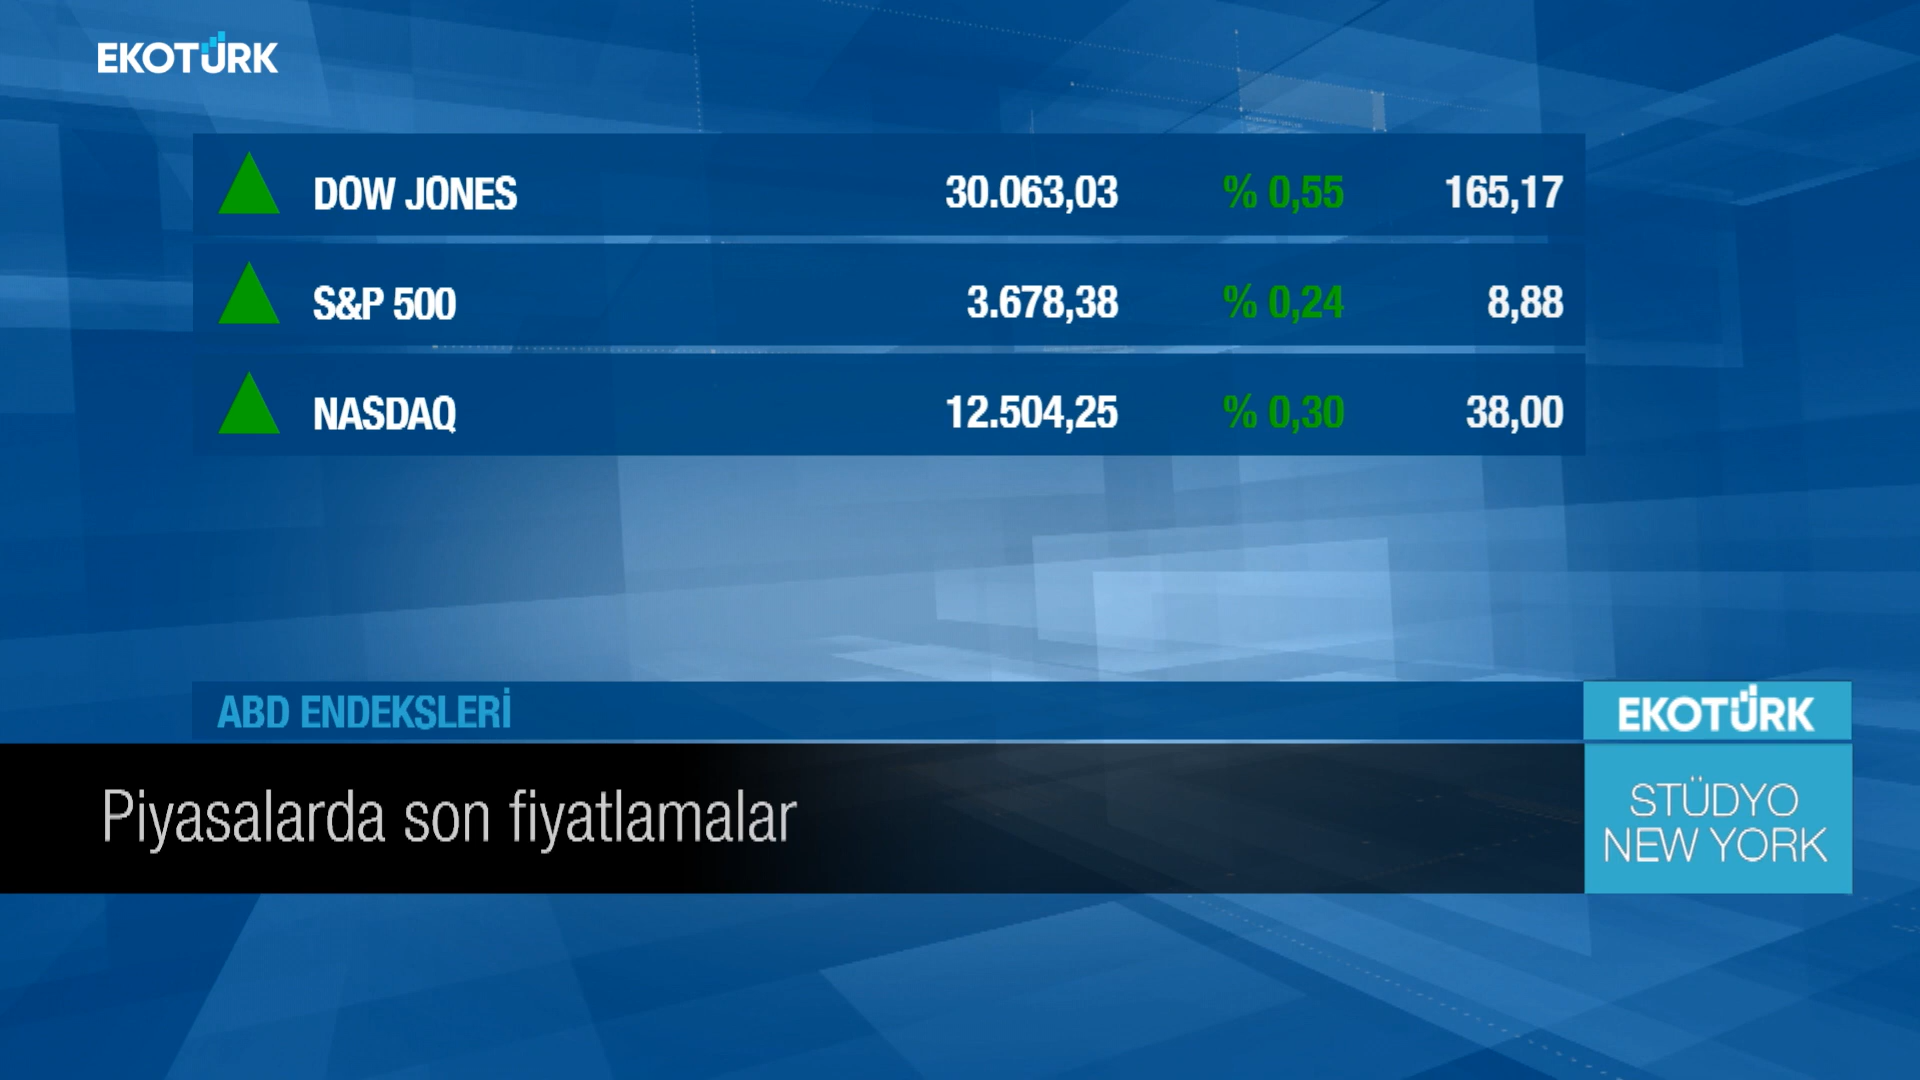 EKOTÜRK
DOW JONES 30.063,03 % 0,55 165,17
S&P 500 3.678,38 % 0,24 8,88
NASDAQ 12.504,25 % 0,30 38,00
ABD ENDEKSLERİ
EKOTÜRK
Piyasalarda son fiyatlamalar
STÜDYO
NEW YORK